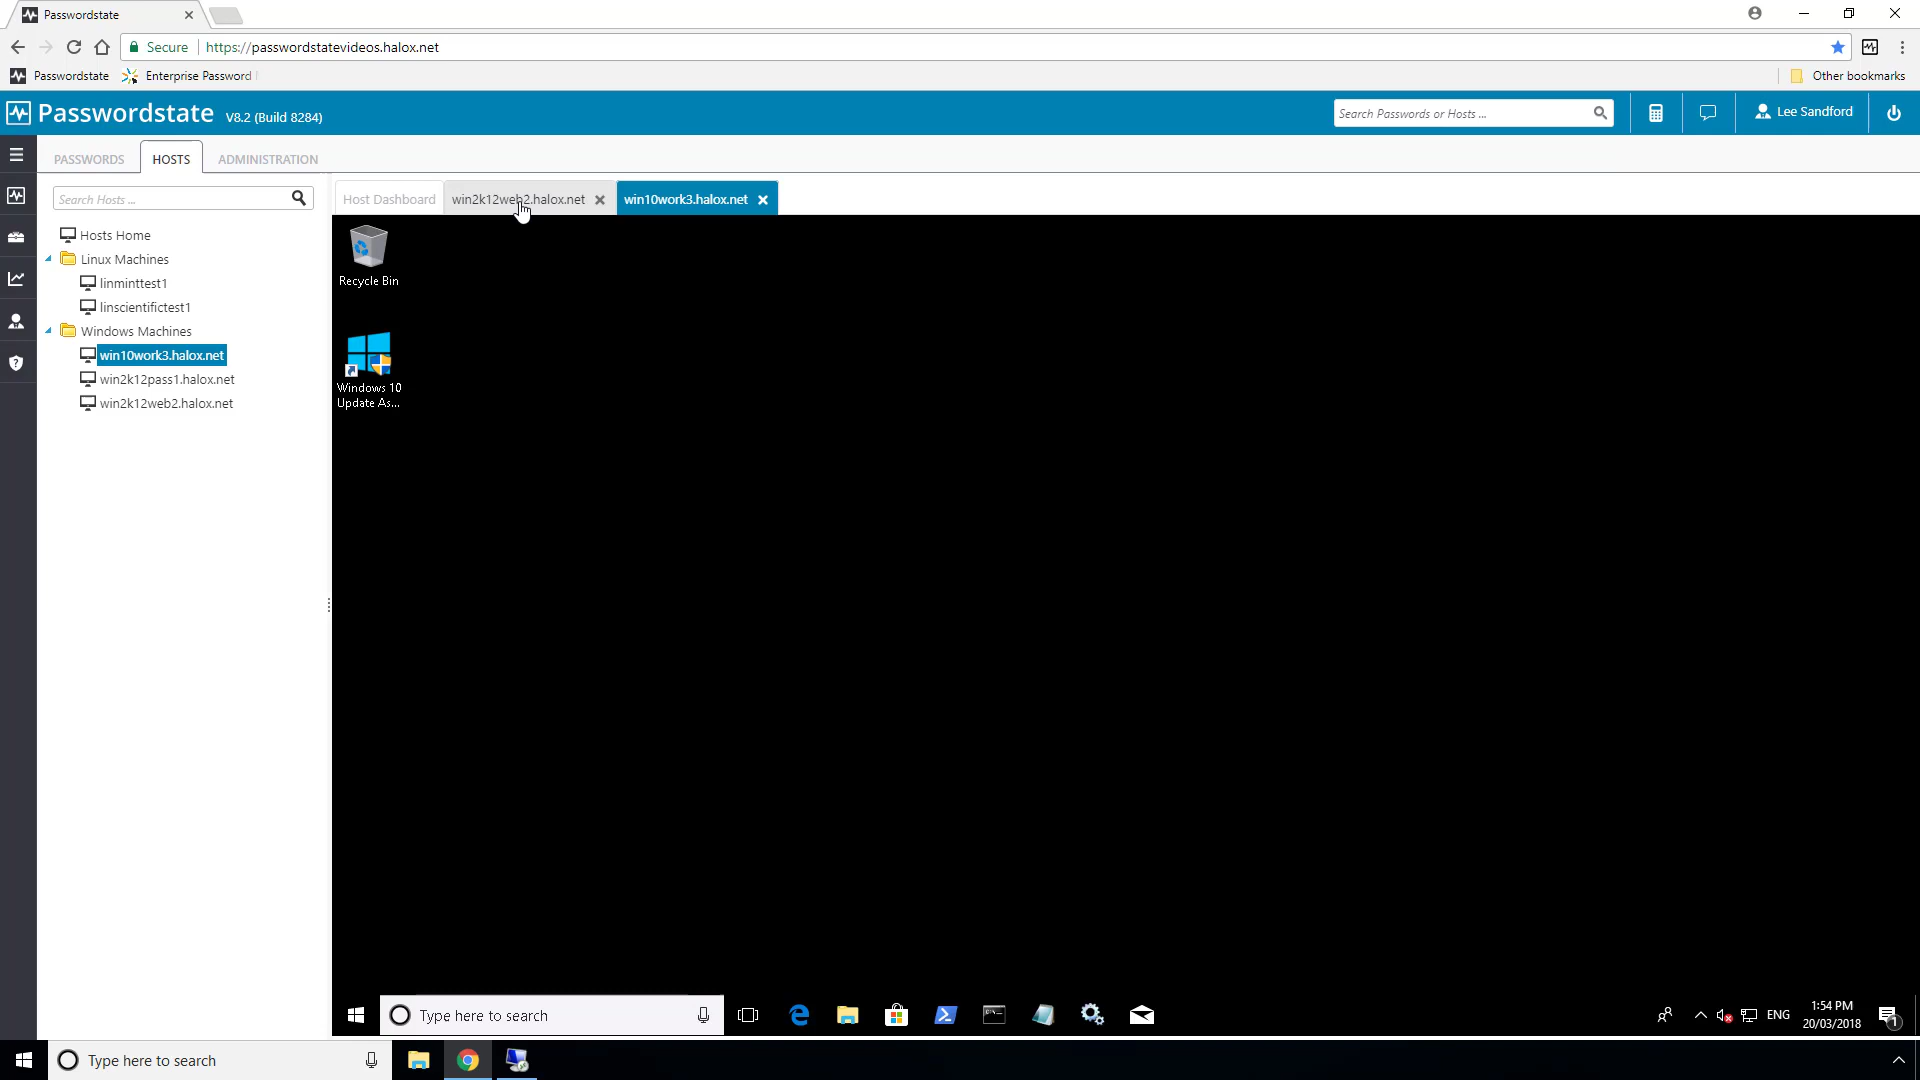 Passwordstate
Secure https://passwordstatevideos.halox.net
Passwordstate Enterprise Password Other bookmarks
Passwordstate V8.2 (Build 8284) Search Passwords or Hosts ... Lee Sandford
PASSWORDS HOSTS ADMINISTRATION
Search Hosts ... Host Dashboard win2k12web2.halox.net win10work3.halox.net
Hosts Home
Linux Machines
linminttest1
linscientifictest1
Windows Machines
win10work3.halox.net
win2k12pass1.halox.net
win2k12web2.halox.net
Recycle Bin
Windows 10
Update As...
Type here to search ENG 1:54 PM
20/03/2018 1
Type here to search